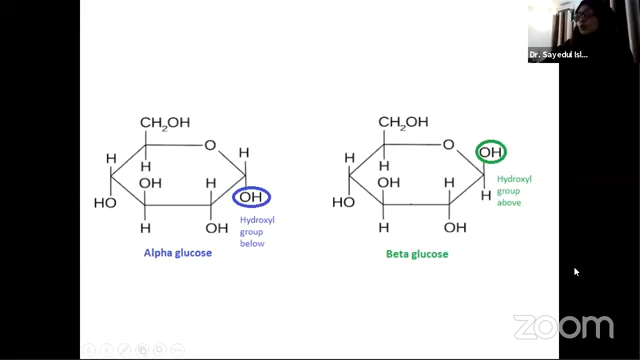 Dr. Sayedul Isl...
CH2OH
O
H
H
H
OH
H
HO
OH
H
OH
Hydroxyl
group
below
Alpha glucose
CH2OH
O
OH
H
H
OH
H
HO
H
H
OH
Hydroxyl
group
above
Beta glucose
zoom